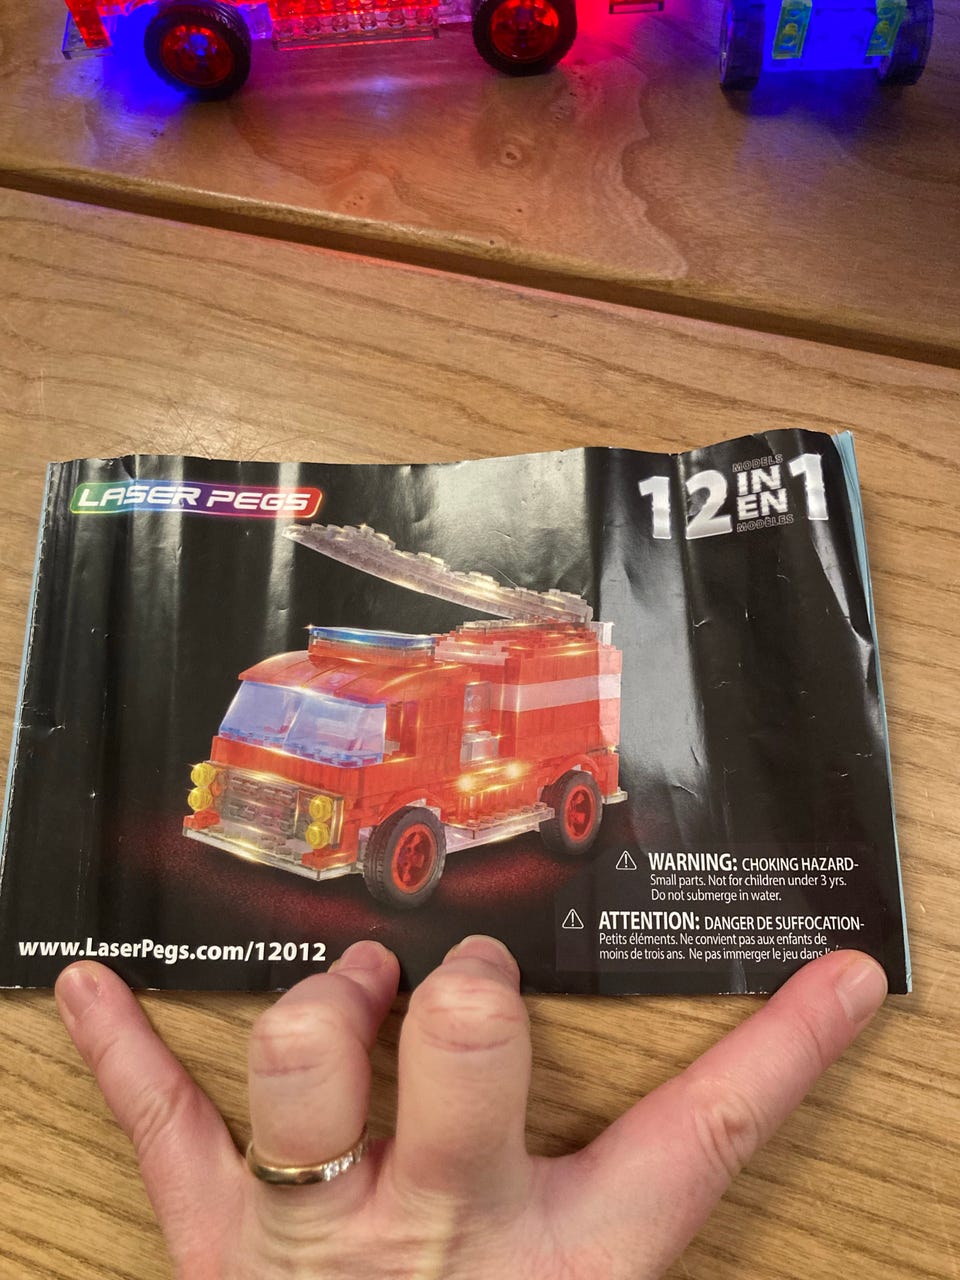 LASER PEGS
12 MODELS IN EN MODÈLES 1
WARNING: CHOKING HAZARD-
Small parts. Not for children under 3 yrs.
Do not submerge in water.
ATTENTION: DANGER DE SUFFOCATION-
Petits éléments. Ne convient pas aux enfants de
moins de trois ans. Ne pas immerger le jeu dans
www.LaserPegs.com/12012